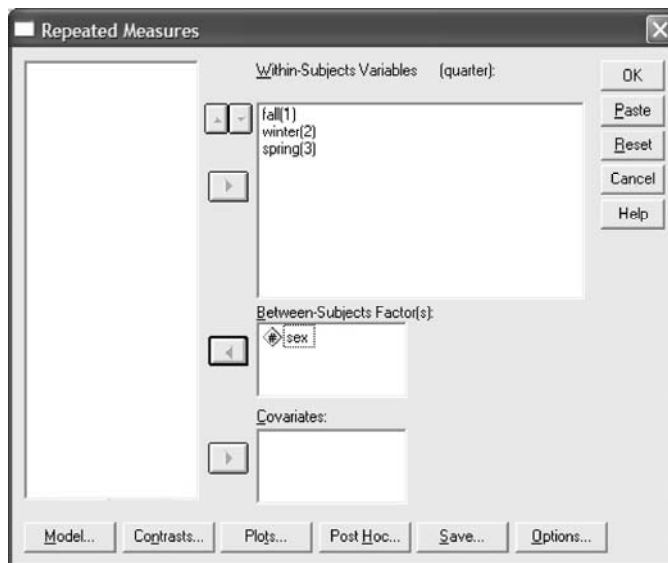 Repeated Measures
Within-Subjects Variables (quarter):
fall(1)
winter(2)
spring(3)
OK
Paste
Reset
Cancel
Help
Between-Subjects Factor(s):
# sex
Covariates:
Model... Contrasts... Plots... Post Hoc... Save... Options...